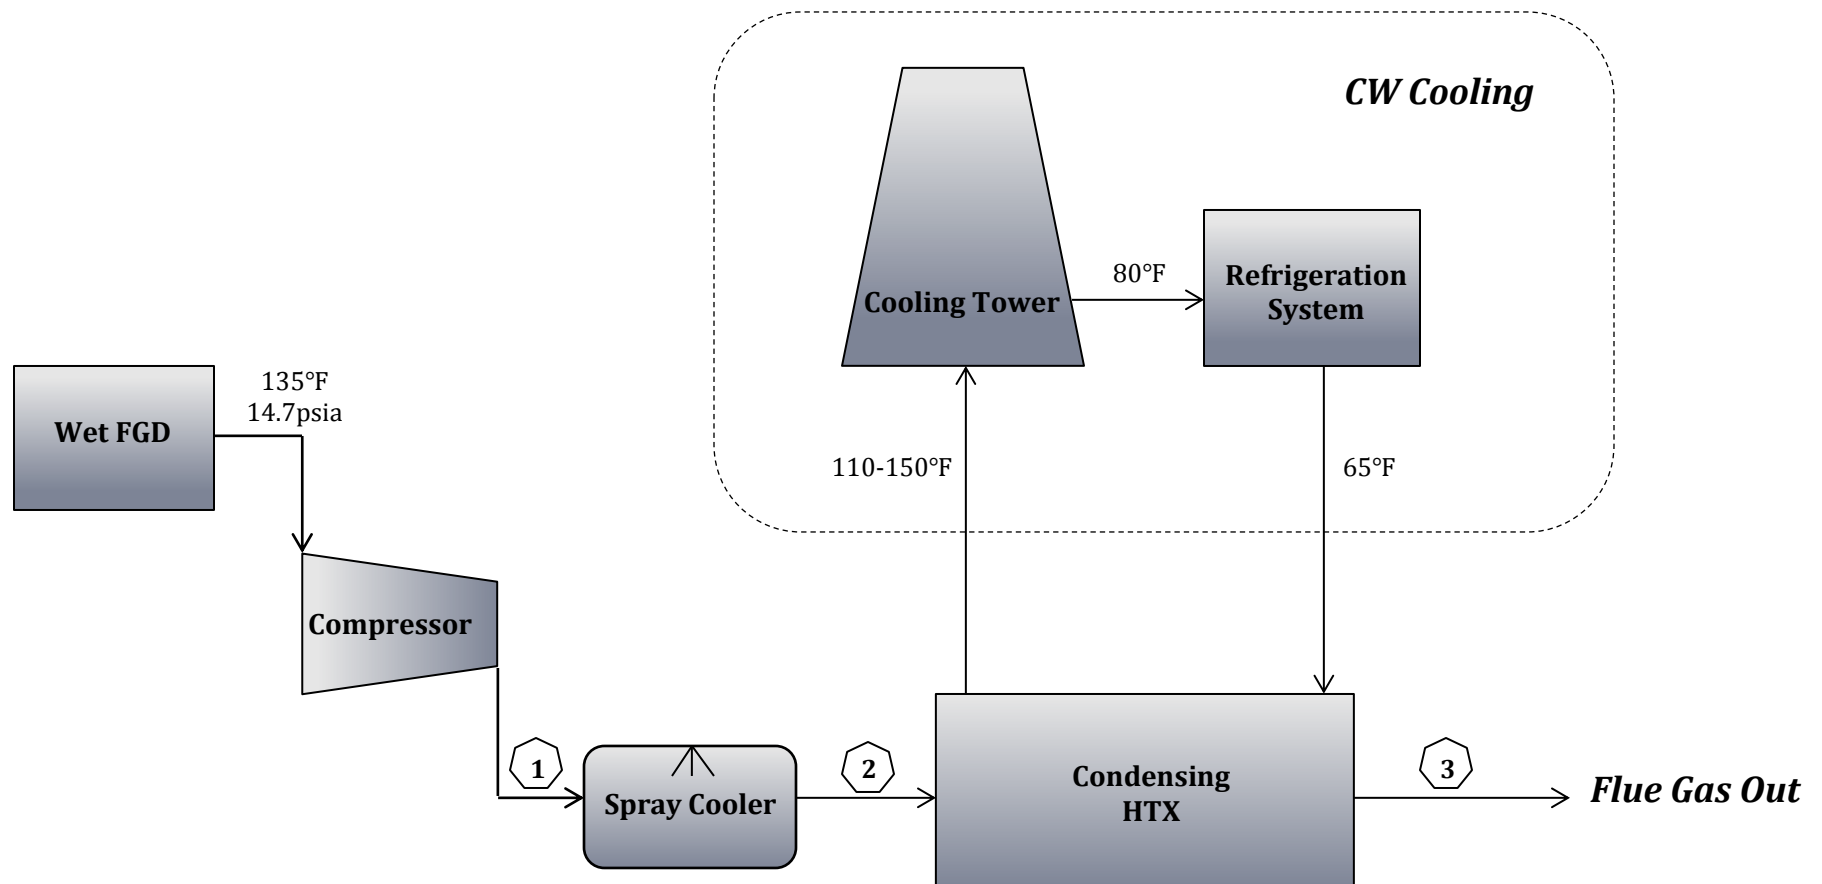 CW Cooling
Cooling Tower
80°F
Refrigeration
System
Wet FGD
135°F
14.7psia
110-150°F
65°F
Compressor
1
Spray Cooler
2
Condensing
HTX
3
Flue Gas Out